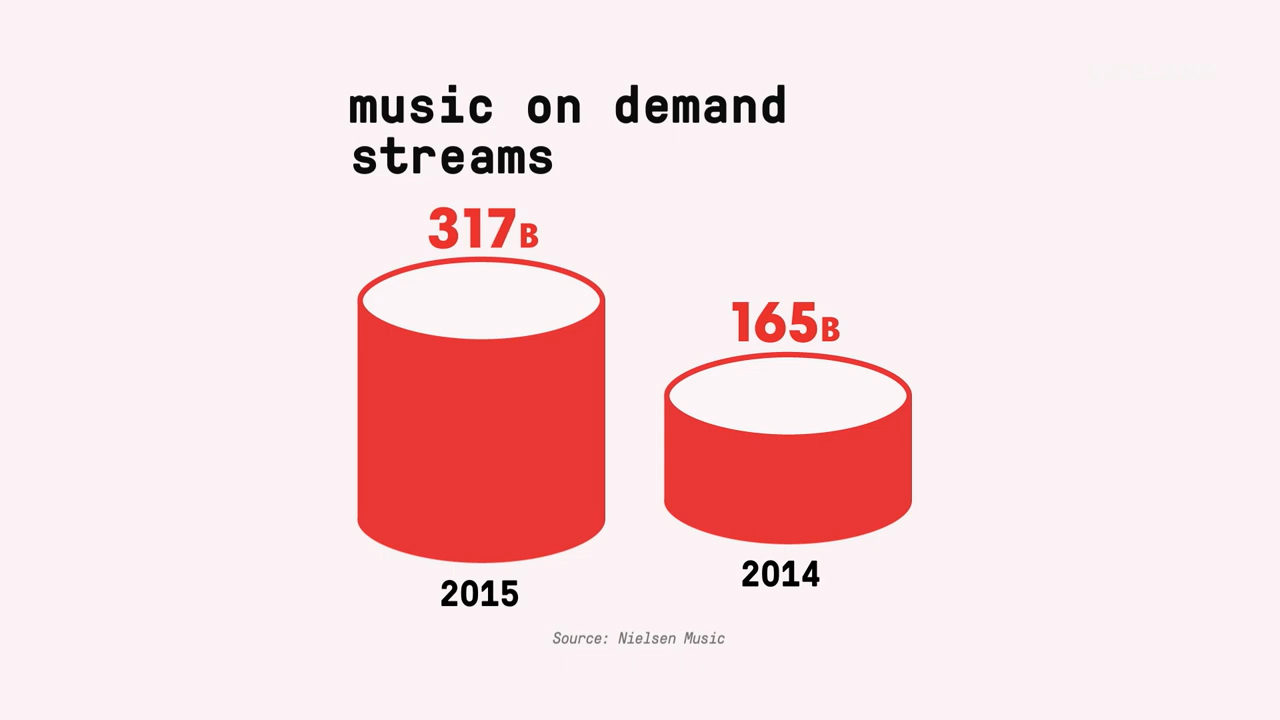 music on demand
streams
317B
165B
2015
2014
Source: Nielsen Music